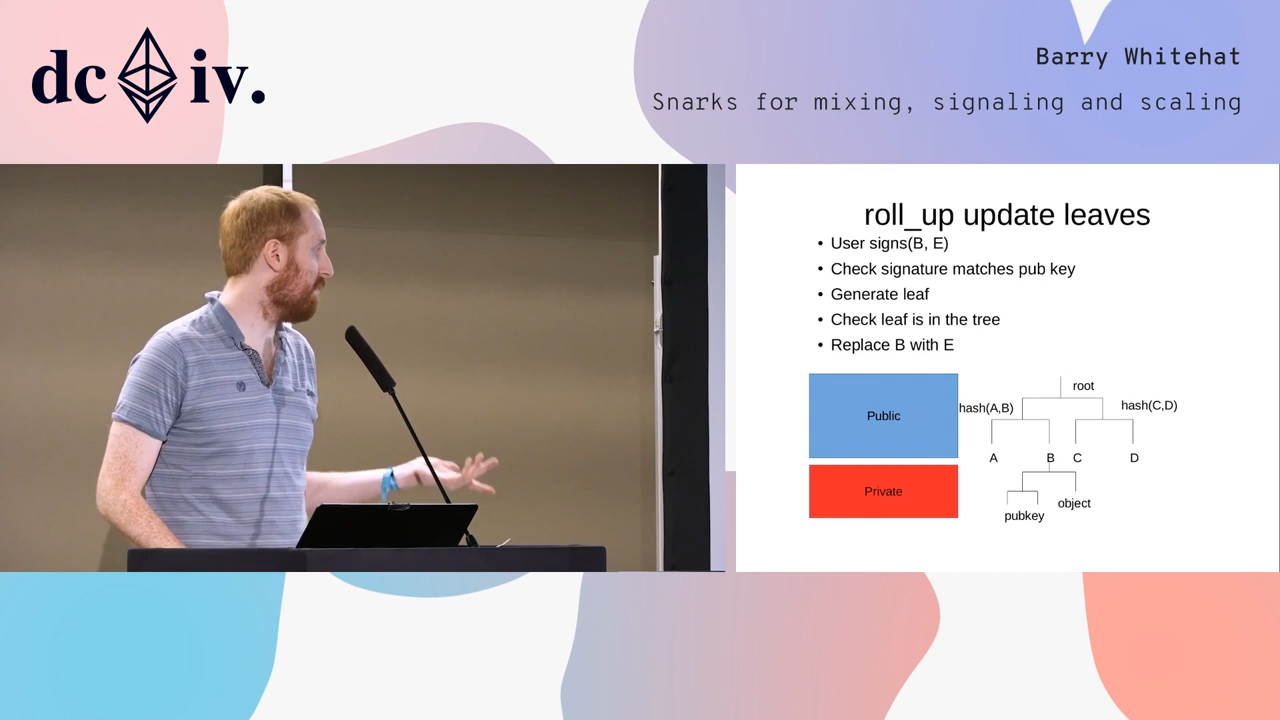 dc iv.
Barry Whitehat
Snarks for mixing, signaling and scaling
roll_up update leaves
• User signs(B, E)
• Check signature matches pub key
• Generate leaf
• Check leaf is in the tree
• Replace B with E
Public
Private
root
hash(A,B)
hash(C,D)
A B C D
object
pubkey